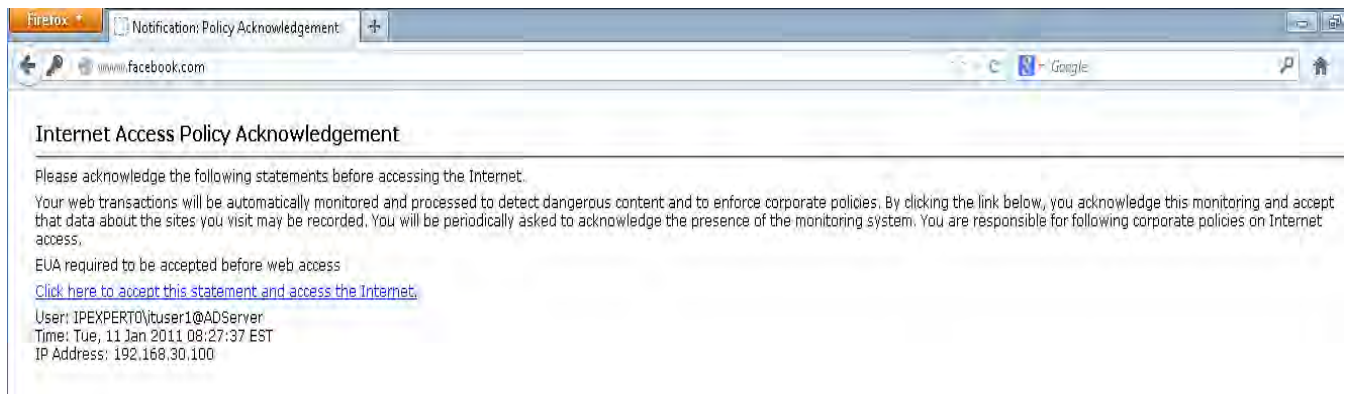 Firefox
Notification: Policy Acknowledgement
www.facebook.com
Google
Internet Access Policy Acknowledgement
Please acknowledge the following statements before accessing the Internet.
Your web transactions will be automatically monitored and processed to detect dangerous content and to enforce corporate policies. By clicking the link below, you acknowledge this monitoring and accept
that data about the sites you visit may be recorded. You will be periodically asked to acknowledge the presence of the monitoring system. You are responsible for following corporate policies on Internet
access.
EUA required to be accepted before web access
Click here to accept this statement and access the Internet.
User: IPEXPERT0\ituser1@ADServer
Time: Tue, 11 Jan 2011 08:27:37 EST
IP Address: 192.168.30.100